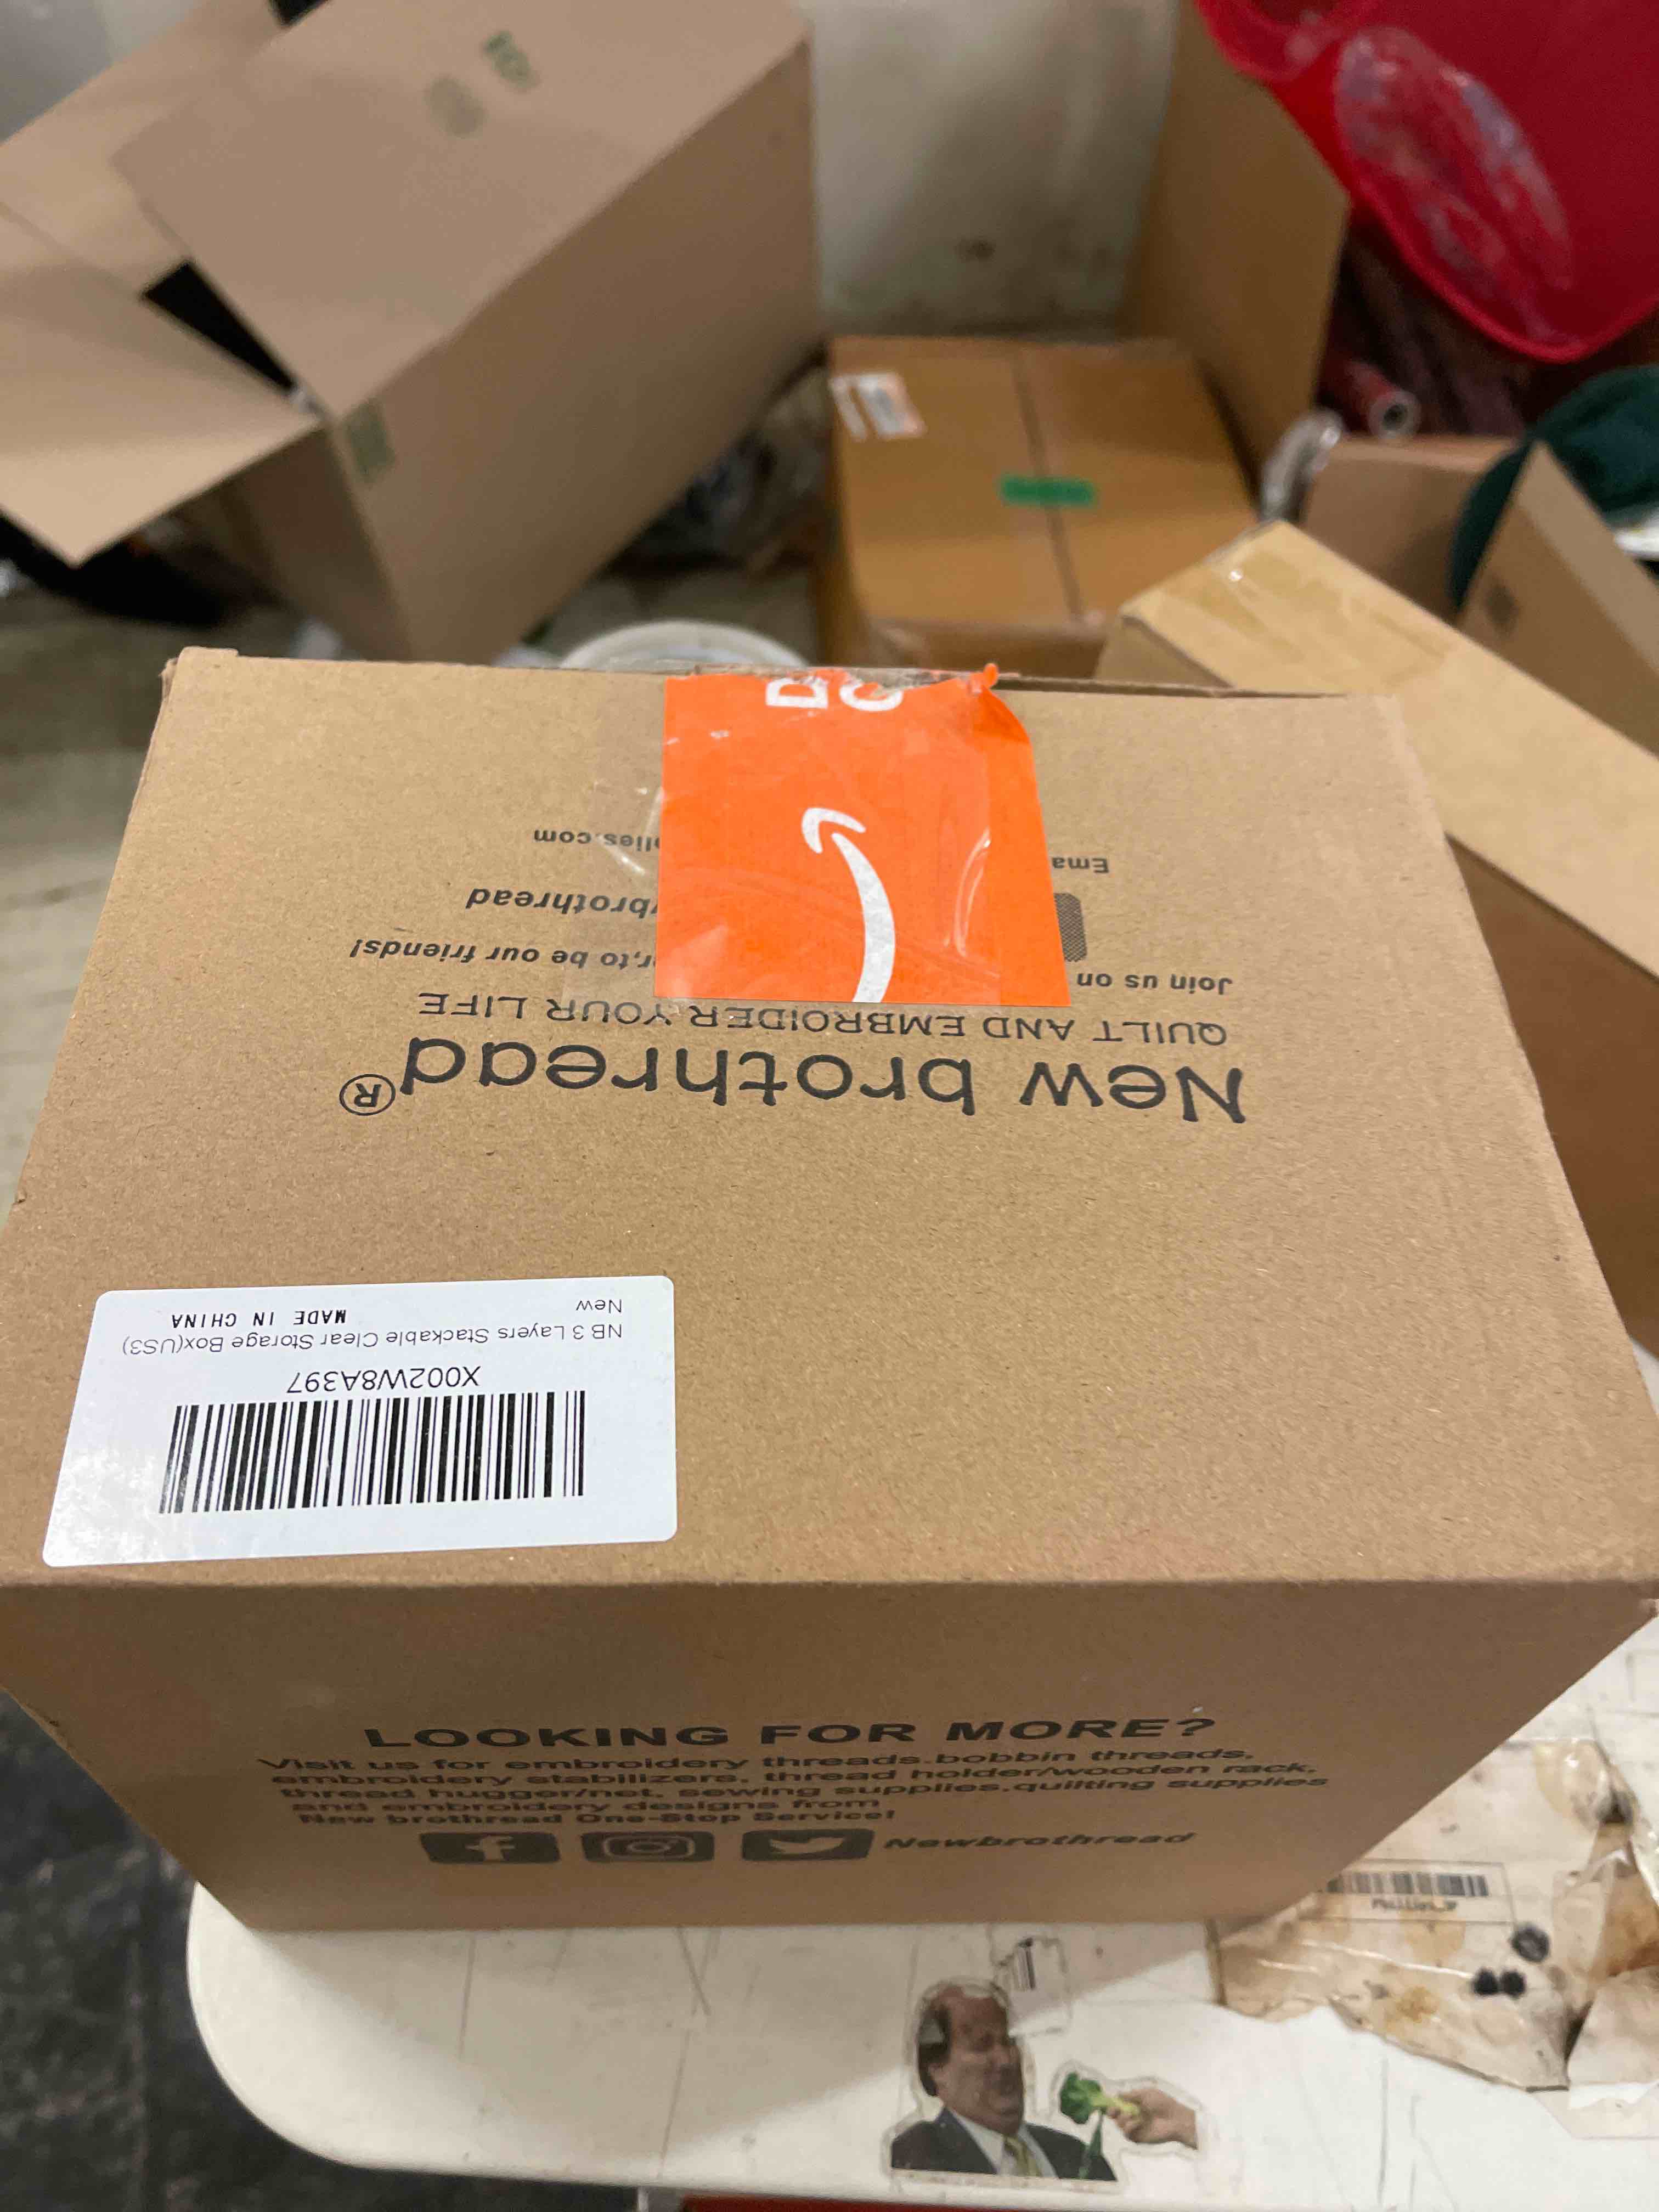 New brothread®
QUILT AND EMBROIDER YOUR LIFE
Join us on
r,to be our friends!
brothread
Ema
lies.com
X002W8A397
NB 3 Layers Stackable Clear Storage Box(US3)
New
MADE IN CHINA
LOOKING FOR MORE?
Visit us for embroidery threads,bobbin threads,
embroidery stabilizers, thread holder/wooden rack,
thread hugger/net, sewing supplies,quilting supplies
and embroidery designs from
New brothread One-Stop Service!
Newbrothread